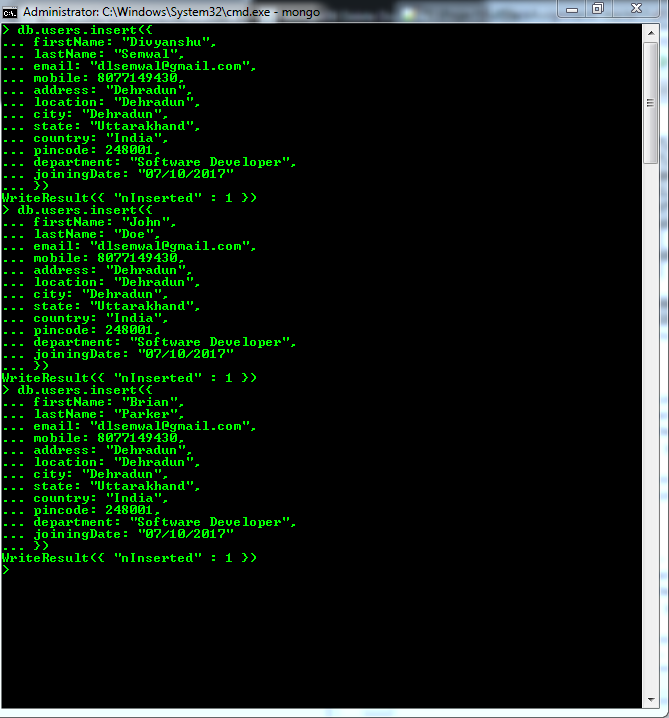 Administrator: C:\Windows\System32\cmd.exe - mongo
> db.users.insert({
... firstName: "Divyanshu",
... lastName: "Semwal",
... email: "dlsemwal@gmail.com",
... mobile: 8077149430,
... address: "Dehradun",
... location: "Dehradun",
... city: "Dehradun",
... state: "Uttarakhand",
... country: "India",
... pincode: 248001,
... department: "Software Developer",
... joiningDate: "07/10/2017"
... })
WriteResult({ "nInserted" : 1 })
> db.users.insert({
... firstName: "John",
... lastName: "Doe",
... email: "dlsemwal@gmail.com",
... mobile: 8077149430,
... address: "Dehradun",
... location: "Dehradun",
... city: "Dehradun",
... state: "Uttarakhand",
... country: "India",
... pincode: 248001,
... department: "Software Developer",
... joiningDate: "07/10/2017"
... })
WriteResult({ "nInserted" : 1 })
> db.users.insert({
... firstName: "Brian",
... lastName: "Parker",
... email: "dlsemwal@gmail.com",
... mobile: 8077149430,
... address: "Dehradun",
... location: "Dehradun",
... city: "Dehradun",
... state: "Uttarakhand",
... country: "India",
... pincode: 248001,
... department: "Software Developer",
... joiningDate: "07/10/2017"
... })
WriteResult({ "nInserted" : 1 })
>